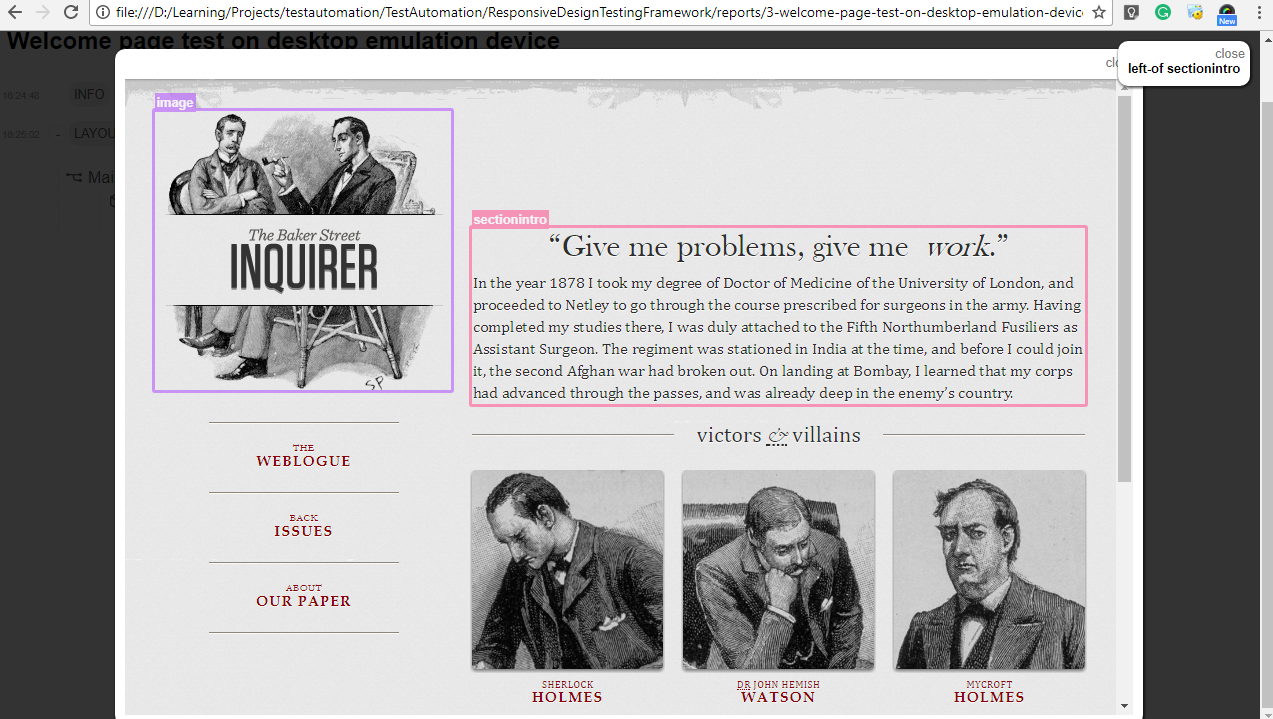 file:///D:/Learning/Projects/testautomation/TestAutomation/ResponsiveDesignTestingFramework/reports/3-welcome-page-test-on-desktop-emulation-device
New
Welcome page test on desktop emulation device
close
left-of sectionintro
16:24:48 INFO
16:25:02 - LAYOU
Mai
image
The Baker Street
INQUIRER
SP
sectionintro
“Give me problems, give me work.”
In the year 1878 I took my degree of Doctor of Medicine of the University of London, and
proceeded to Netley to go through the course prescribed for surgeons in the army. Having
completed my studies there, I was duly attached to the Fifth Northumberland Fusiliers as
Assistant Surgeon. The regiment was stationed in India at the time, and before I could join
it, the second Afghan war had broken out. On landing at Bombay, I learned that my corps
had advanced through the passes, and was already deep in the enemy’s country.
THE
WEBLOGUE
BACK
ISSUES
ABOUT
OUR PAPER
victors & villains
SHERLOCK
HOLMES
DR JOHN HEMISH
WATSON
MYCROFT
HOLMES